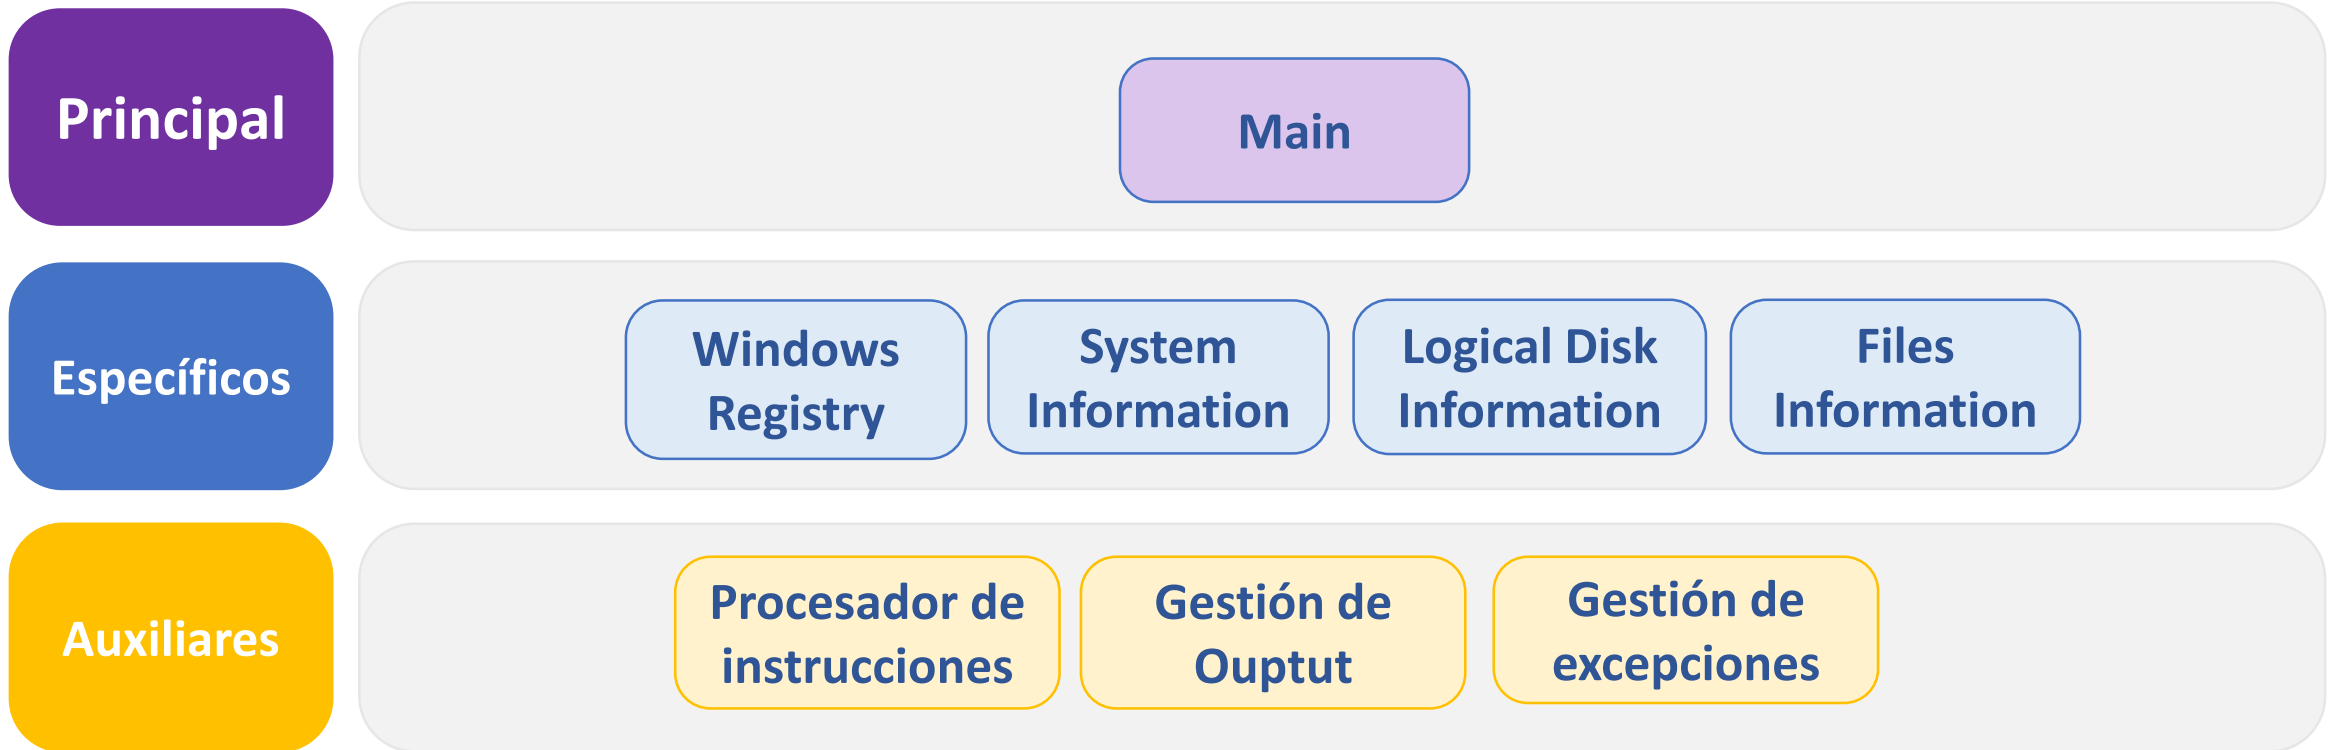 Principal
Main
Específicos
Windows
Registry
System
Information
Logical Disk
Information
Files
Information
Auxiliares
Procesador de
instrucciones
Gestión de
Ouptut
Gestión de
excepciones